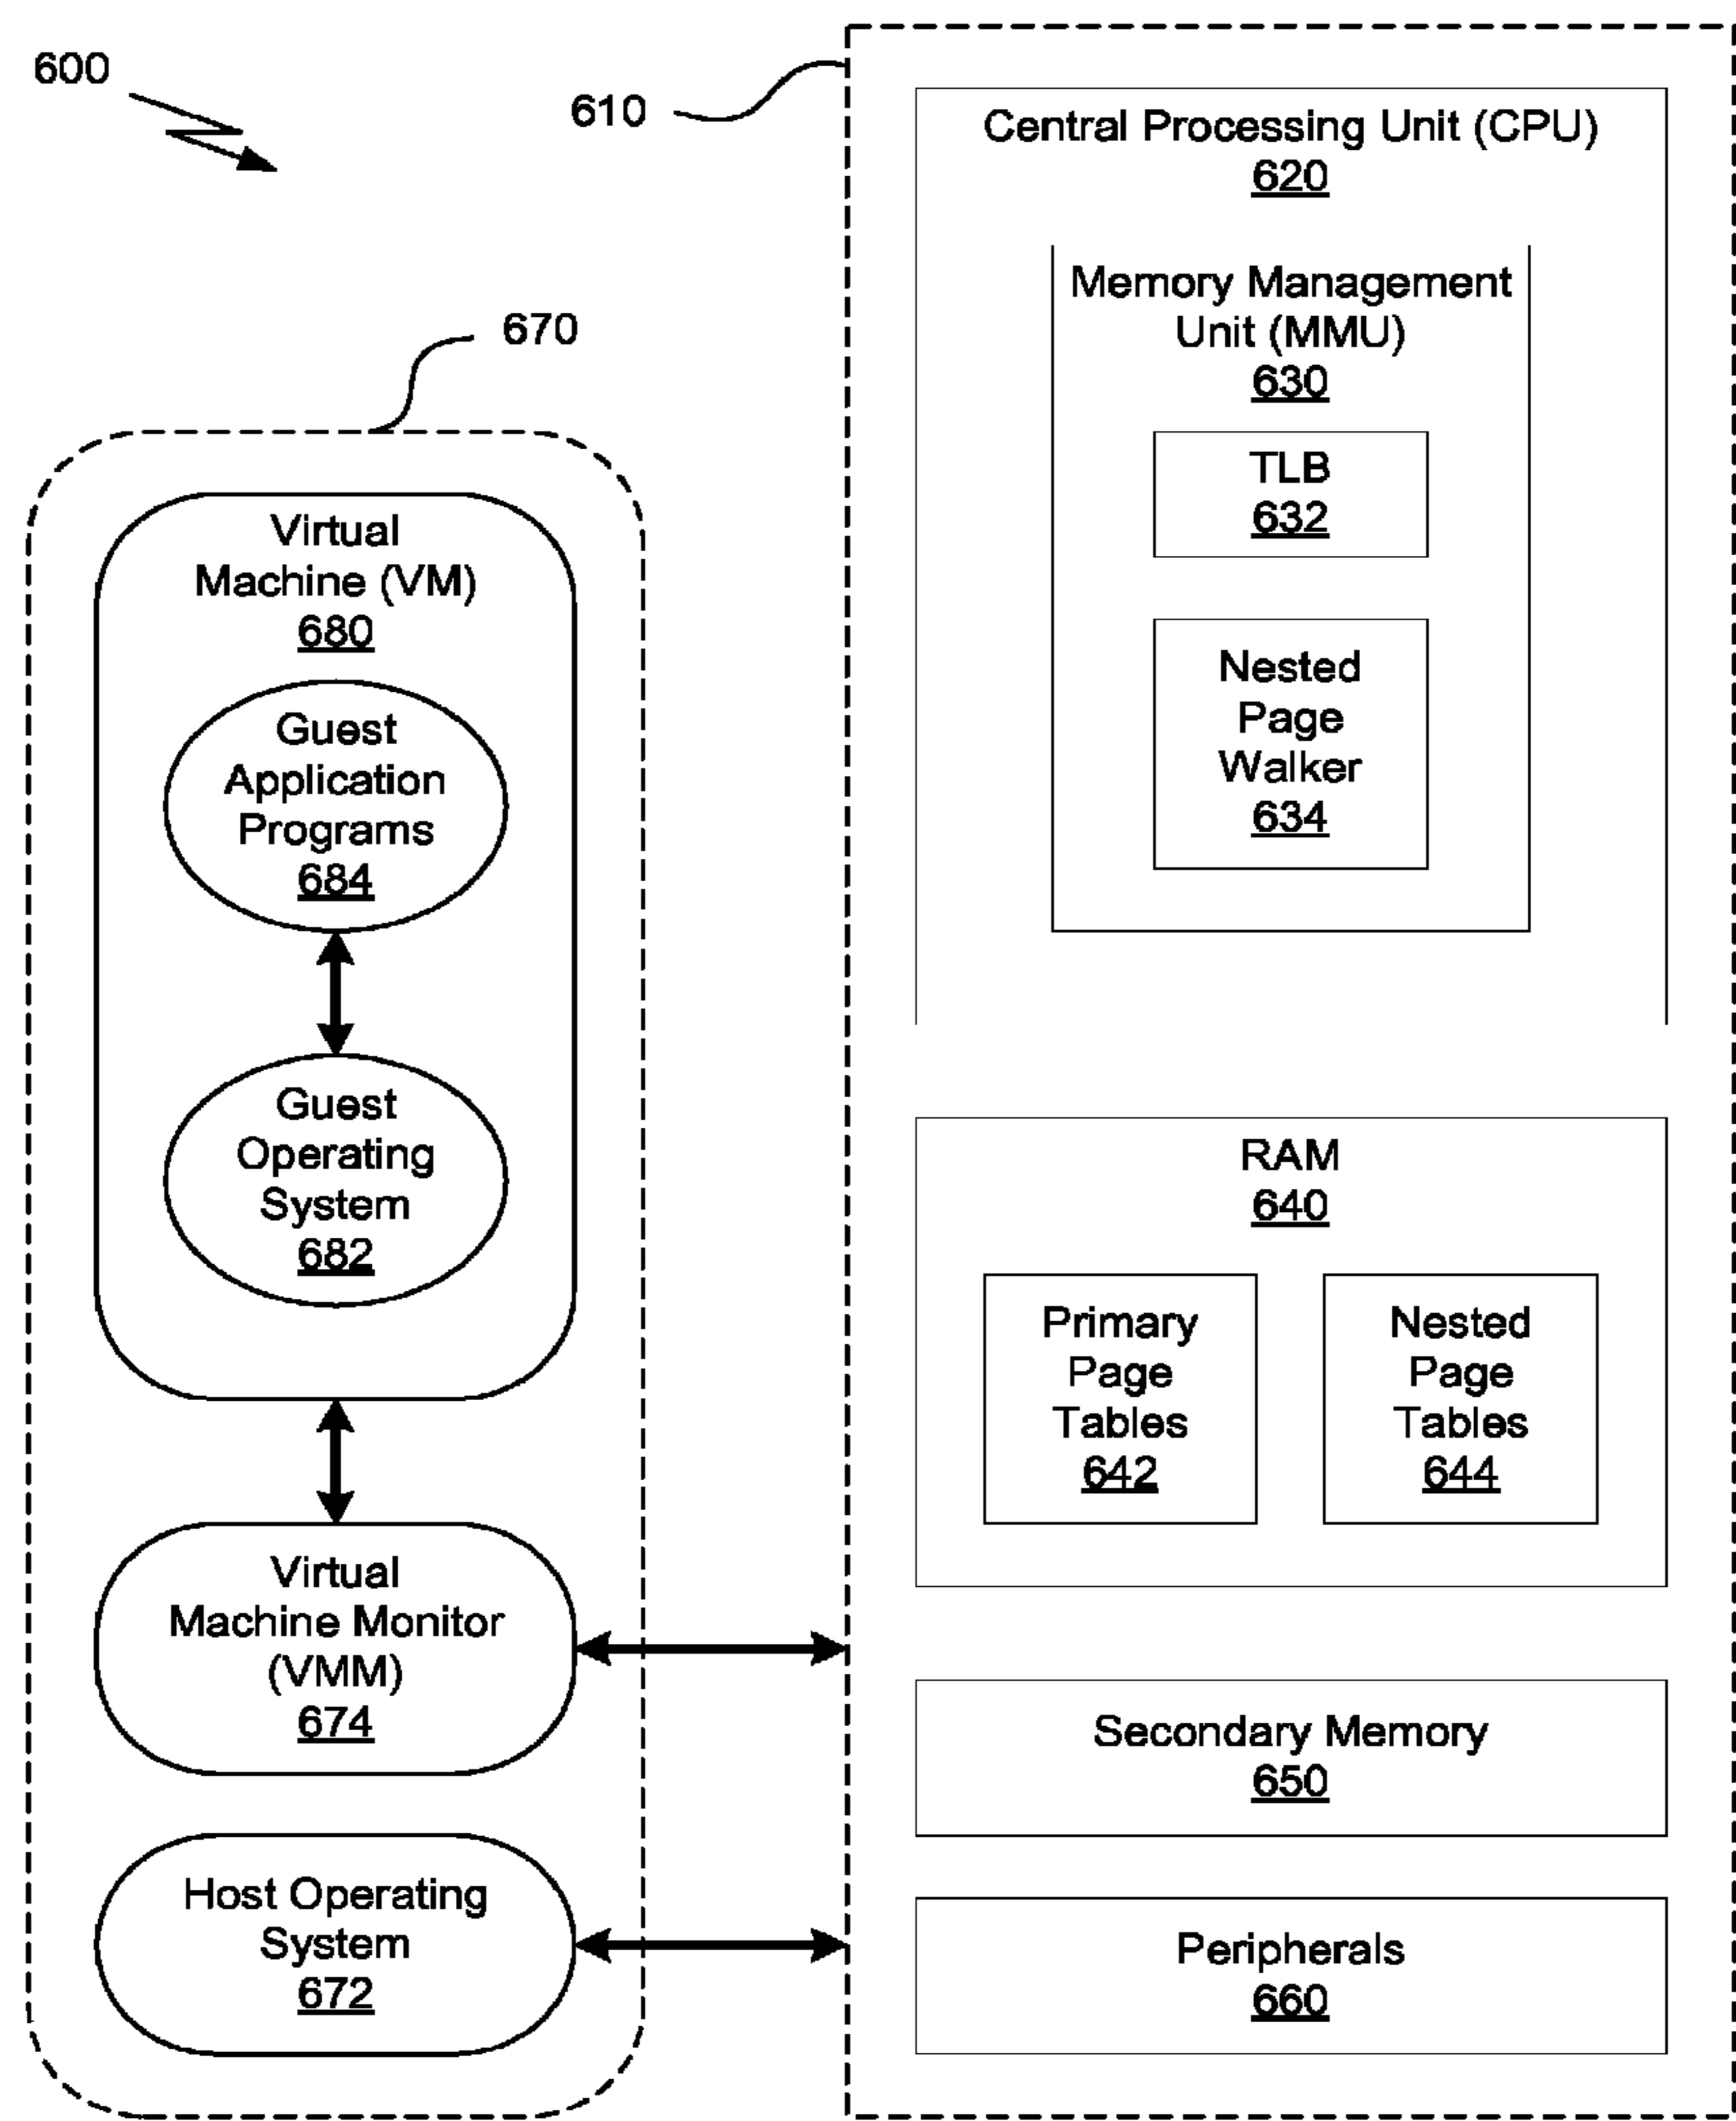 600
610
Central Processing Unit (CPU)
620
Memory Management
Unit (MMU)
630
TLB
632
Nested
Page
Walker
634
670
Virtual
Machine (VM)
680
Guest
Application
Programs
684
Guest
Operating
System
682
RAM
640
Primary
Page
Tables
642
Nested
Page
Tables
644
Virtual
Machine Monitor
(VMM)
674
Secondary Memory
650
Host Operating
System
672
Peripherals
660